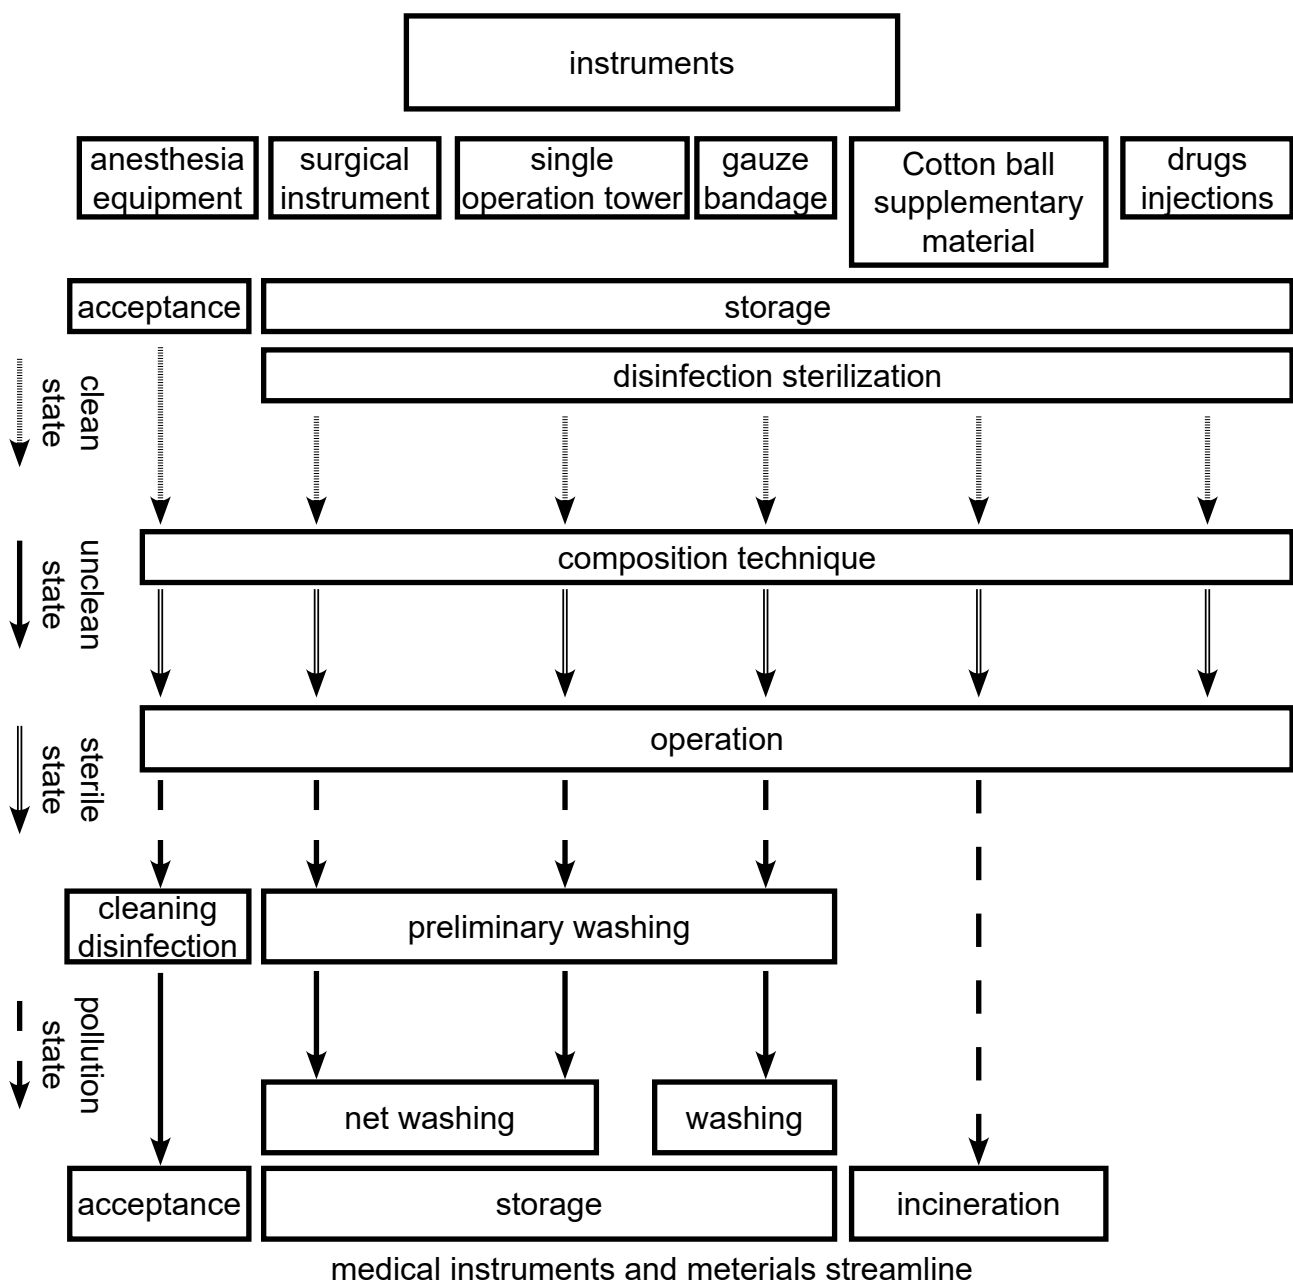 instruments
anesthesia
equipment
surgical
instrument
single
operation tower
gauze
bandage
Cotton ball
supplementary
material
drugs
injections
acceptance
storage
disinfection sterilization
clean
state
composition technique
unclean
state
operation
sterile
state
cleaning
disinfection
preliminary washing
pollution
state
net washing
washing
acceptance
storage
incineration
medical instruments and meterials streamline